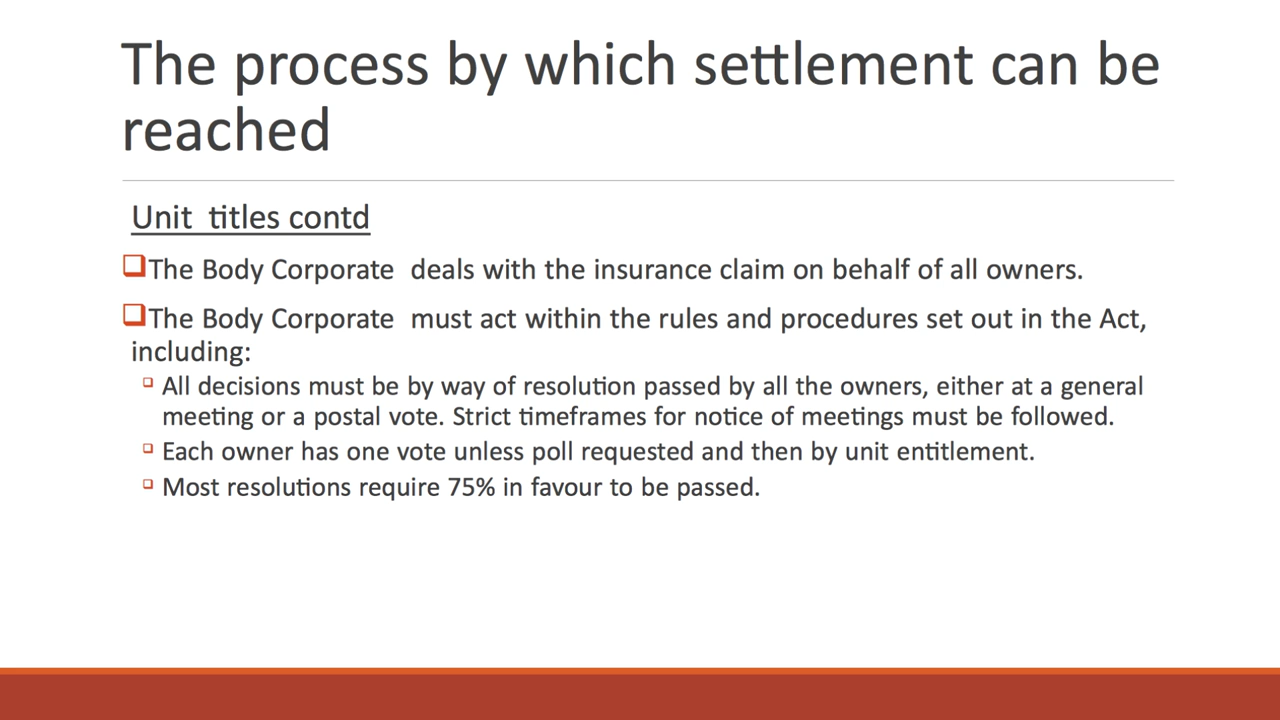 The process by which settlement can be
reached
Unit  titles contd
The Body Corporate  deals with the insurance claim on behalf of all owners.
The Body Corporate  must act within the rules and procedures set out in the Act,
including:
All decisions must be by way of resolution passed by all the owners, either at a general
meeting or a postal vote. Strict timeframes for notice of meetings must be followed.
Each owner has one vote unless poll requested and then by unit entitlement.
Most resolutions require 75% in favour to be passed.